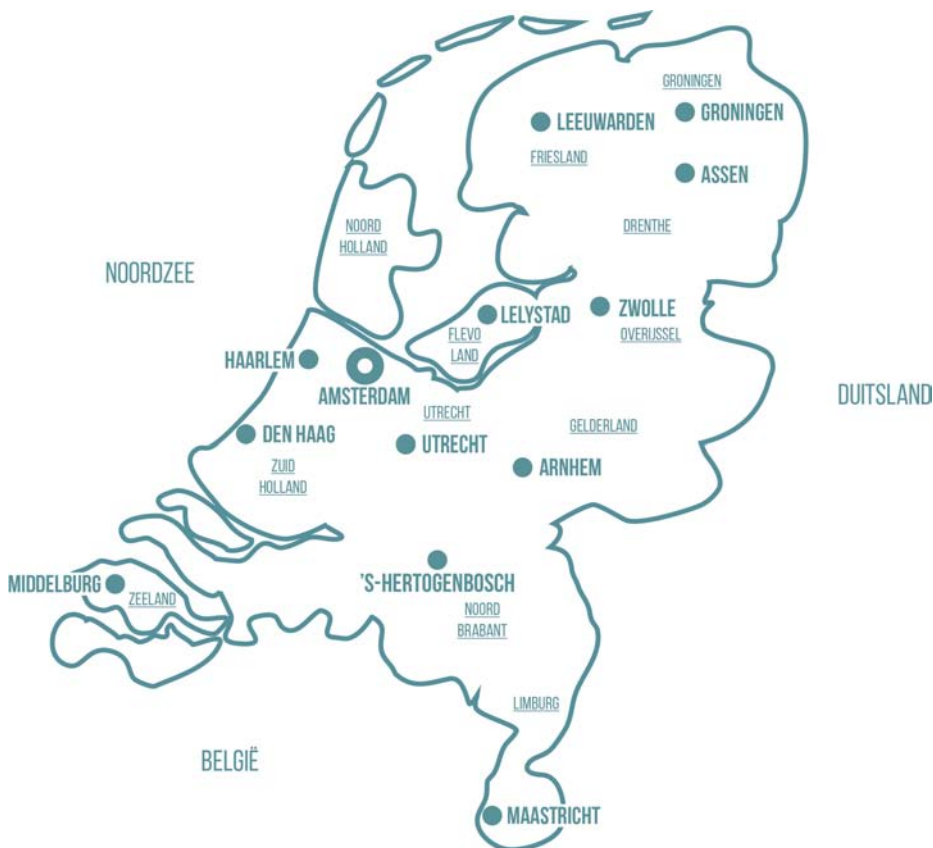 GRONINGEN
GRONINGEN
LEEUWARDEN
FRIESLAND
ASSEN
NOORD
HOLLAND
DRENTHE
NOORDZEE
LELYSTAD
ZWOLLE
FLEVO
LAND
OVERIJSSEL
HAARLEM
AMSTERDAM
DUITSLAND
UTRECHT
GELDERLAND
DEN HAAG
UTRECHT
ZUID
HOLLAND
ARNHEM
MIDDELBURG
'S-HERTOGENBOSCH
ZEELAND
NOORD
BRABANT
LIMBURG
BELGIË
MAASTRICHT